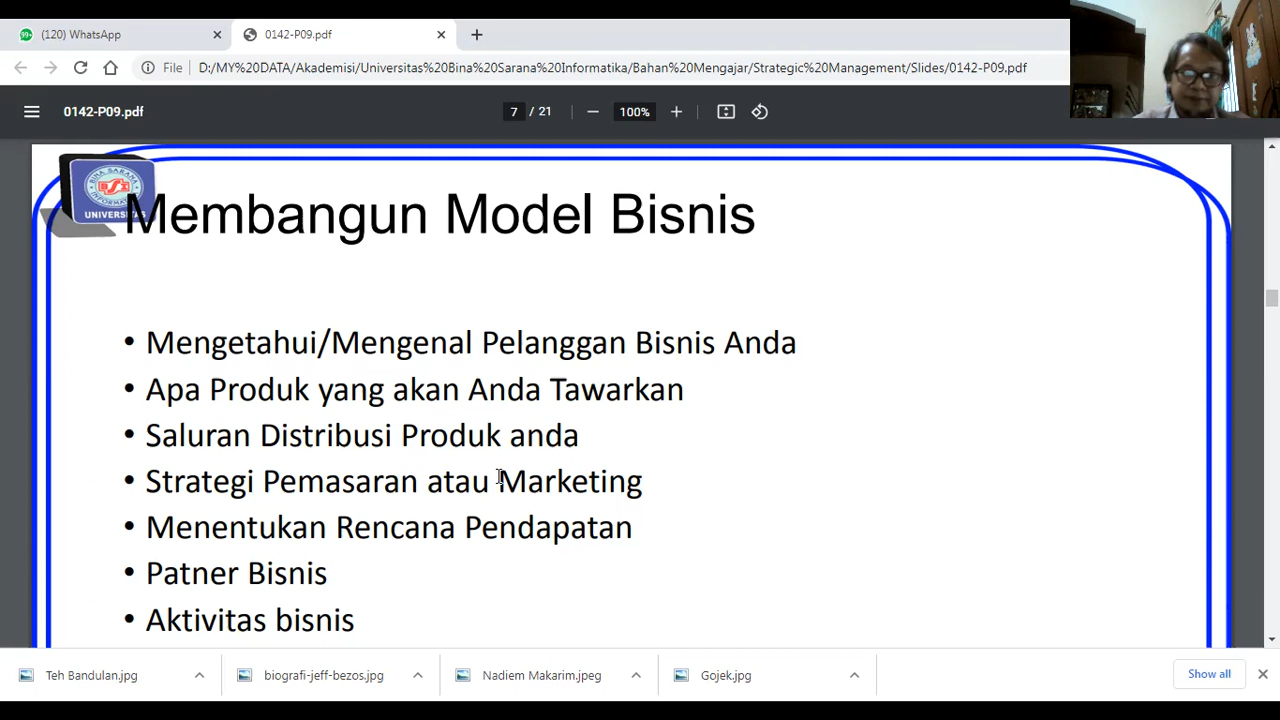 (120) WhatsApp
0142-P09.pdf
File
D:/MY%20DATA/Akademisi/Universitas%20Bina%20Sarana%20Informatika/Bahan%20Mengajar/Strategic%20Management/Slides/0142-P09.pdf
0142-P09.pdf
7 / 21
100%
BSI
UNIVERSITAS
Membangun Model Bisnis
• Mengetahui/Mengenal Pelanggan Bisnis Anda
• Apa Produk yang akan Anda Tawarkan
• Saluran Distribusi Produk anda
• Strategi Pemasaran atau Marketing
• Menentukan Rencana Pendapatan
• Patner Bisnis
• Aktivitas bisnis
Teh Bandulan.jpg
biografi-jeff-bezos.jpg
Nadiem Makarim.jpeg
Gojek.jpg
Show all